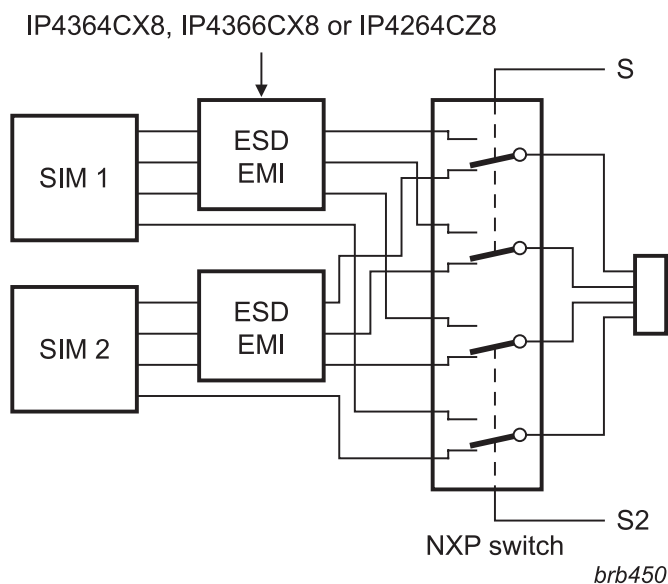 IP4364CX8, IP4366CX8 or IP4264CZ8
S
SIM 1
ESD
EMI
SIM 2
ESD
EMI
S2
NXP switch
brb450